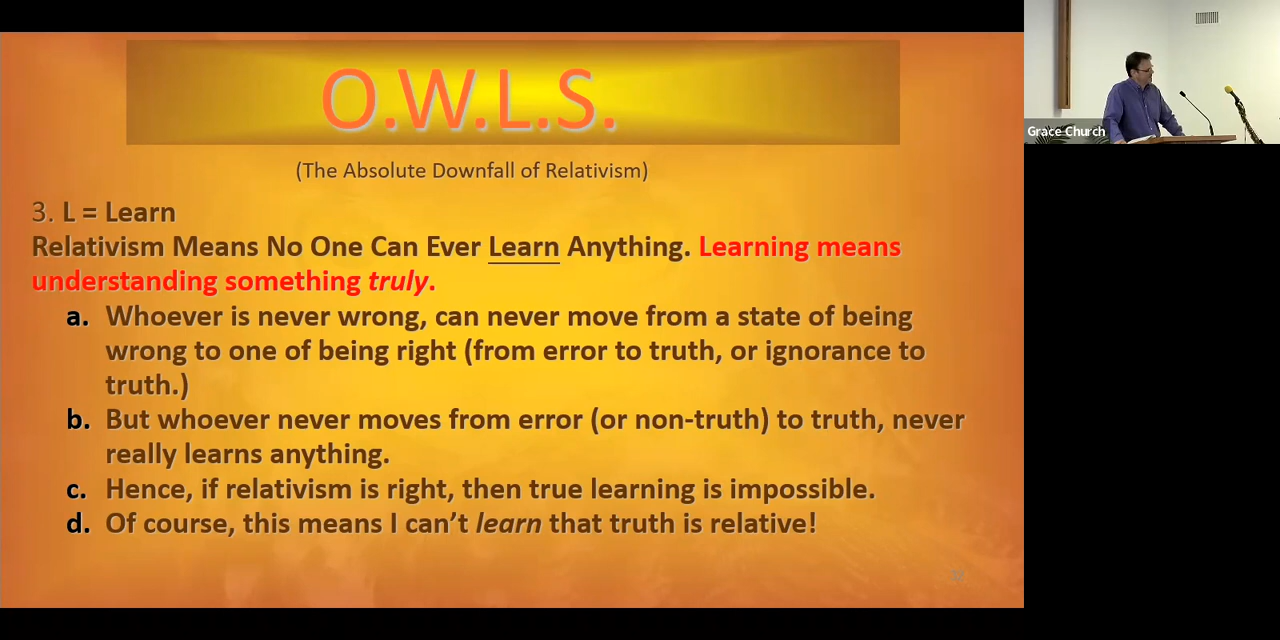 O.W.L.S.
(The Absolute Downfall of Relativism)
3. L = Learn
Relativism Means No One Can Ever Learn Anything. Learning means
understanding something truly.
a. Whoever is never wrong, can never move from a state of being
wrong to one of being right (from error to truth, or ignorance to
truth.)
b. But whoever never moves from error (or non-truth) to truth, never
really learns anything.
c. Hence, if relativism is right, then true learning is impossible.
d. Of course, this means I can’t learn that truth is relative!
Grace Church